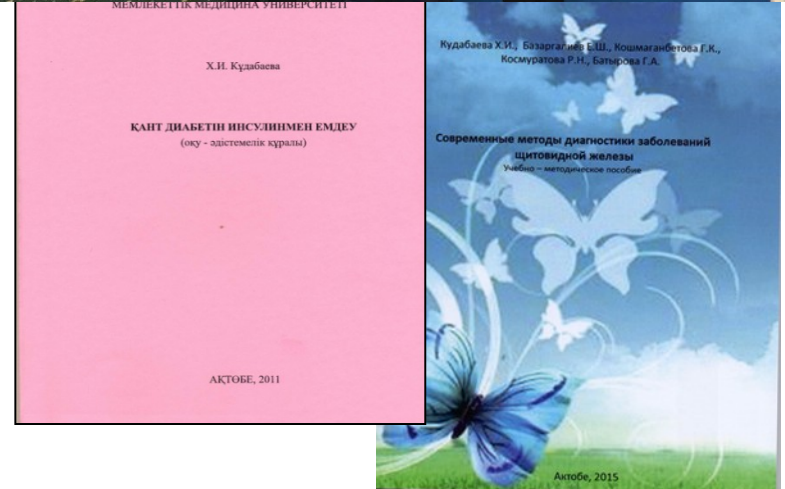 МЕМЛЕКЕТТІК МЕДИЦИНА УНИВЕРСИТЕТІ
Х.И. Кұдабаева
ҚАНТ ДИАБЕТІН ИНСУЛИНМЕН ЕМДЕУ
(оқу - әдістемелік құралы)
АҚТӨБЕ, 2011
Кудабаева Х.И., Базаргалиев Е.Ш., Кошмаганбетова Г.К.,
Космуратова Р.Н., Батырова Г.А.
Современные методы диагностики заболеваний
щитовидной железы
Учебно – методическое пособие
Актобе, 2015